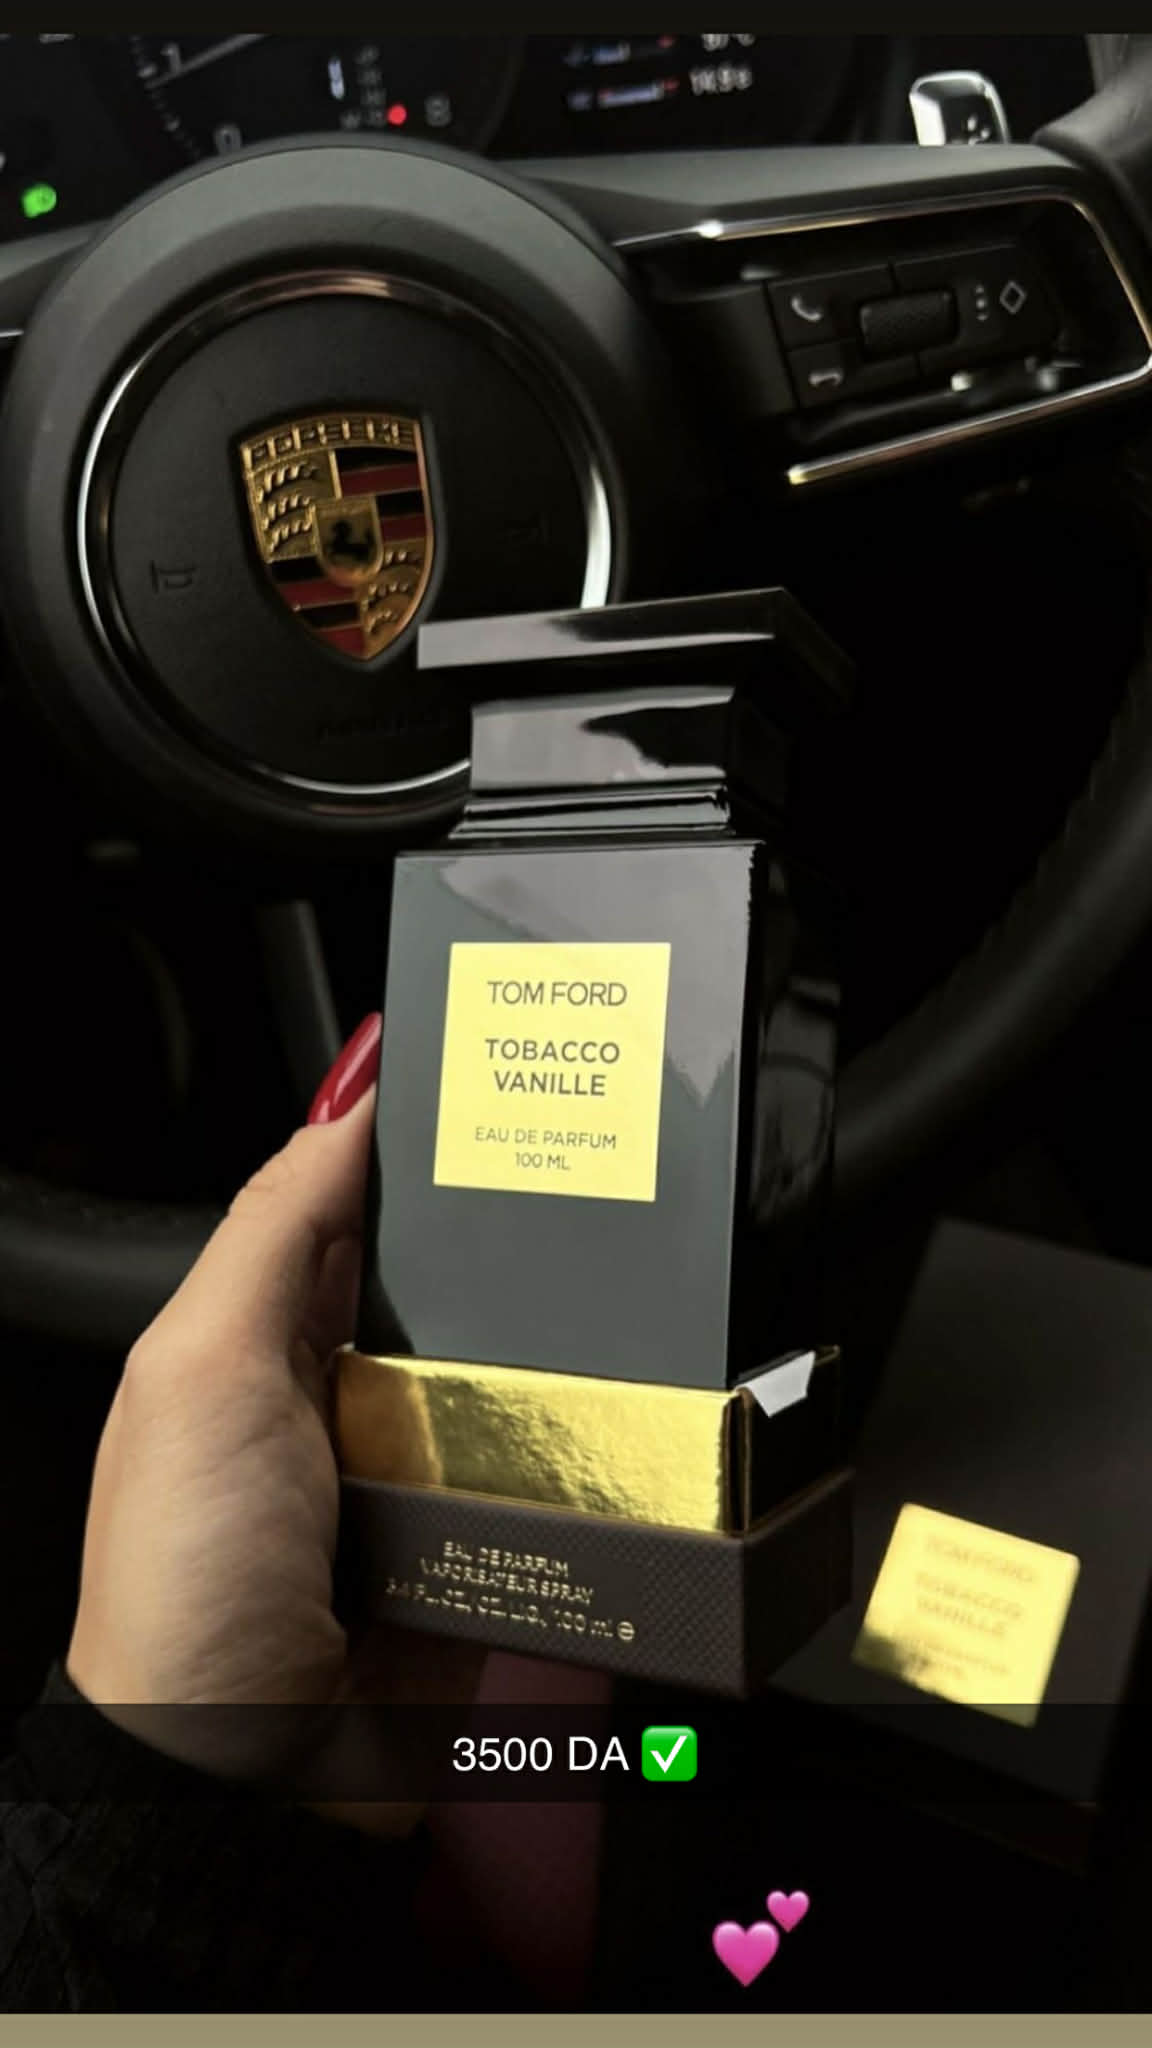 PORSCHE
TOM FORD
TOBACCO
VANILLE
EAU DE PARFUM
100 ML
EAU DE PARFUM
VAPORISATEUR SPRAY
3.4 FL.OZ./OZ.LIQ. 100 ml ℮
TOM FORD
TOBACCO
VANILLE
3500 DA ✅
💕